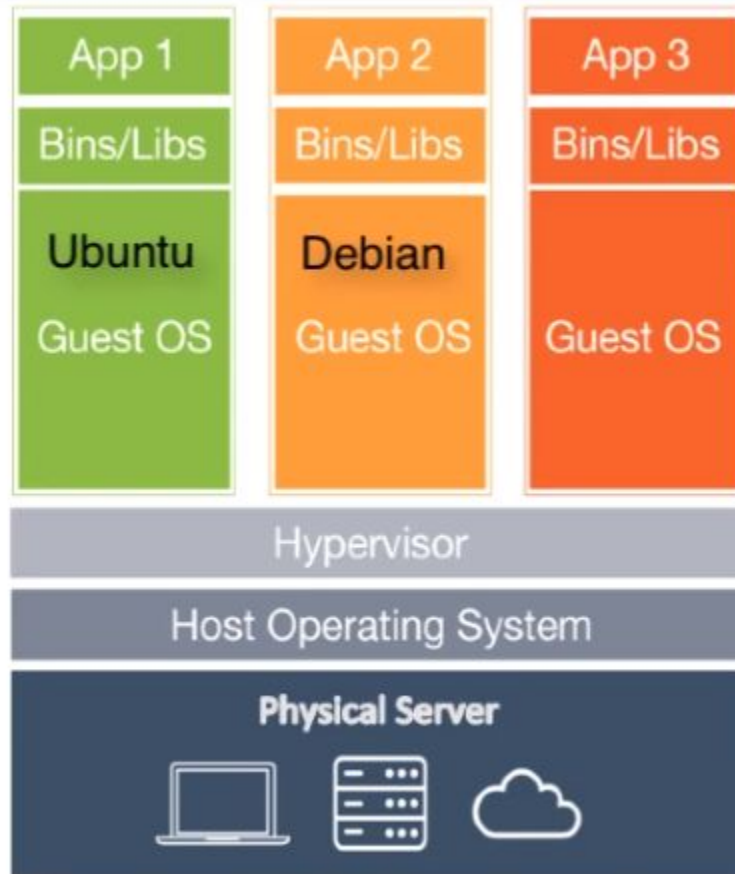 App 1
App 2
App 3
Bins/Libs
Bins/Libs
Bins/Libs
Ubuntu
Debian
Guest OS
Guest OS
Guest OS
Hypervisor
Host Operating System
Physical Server